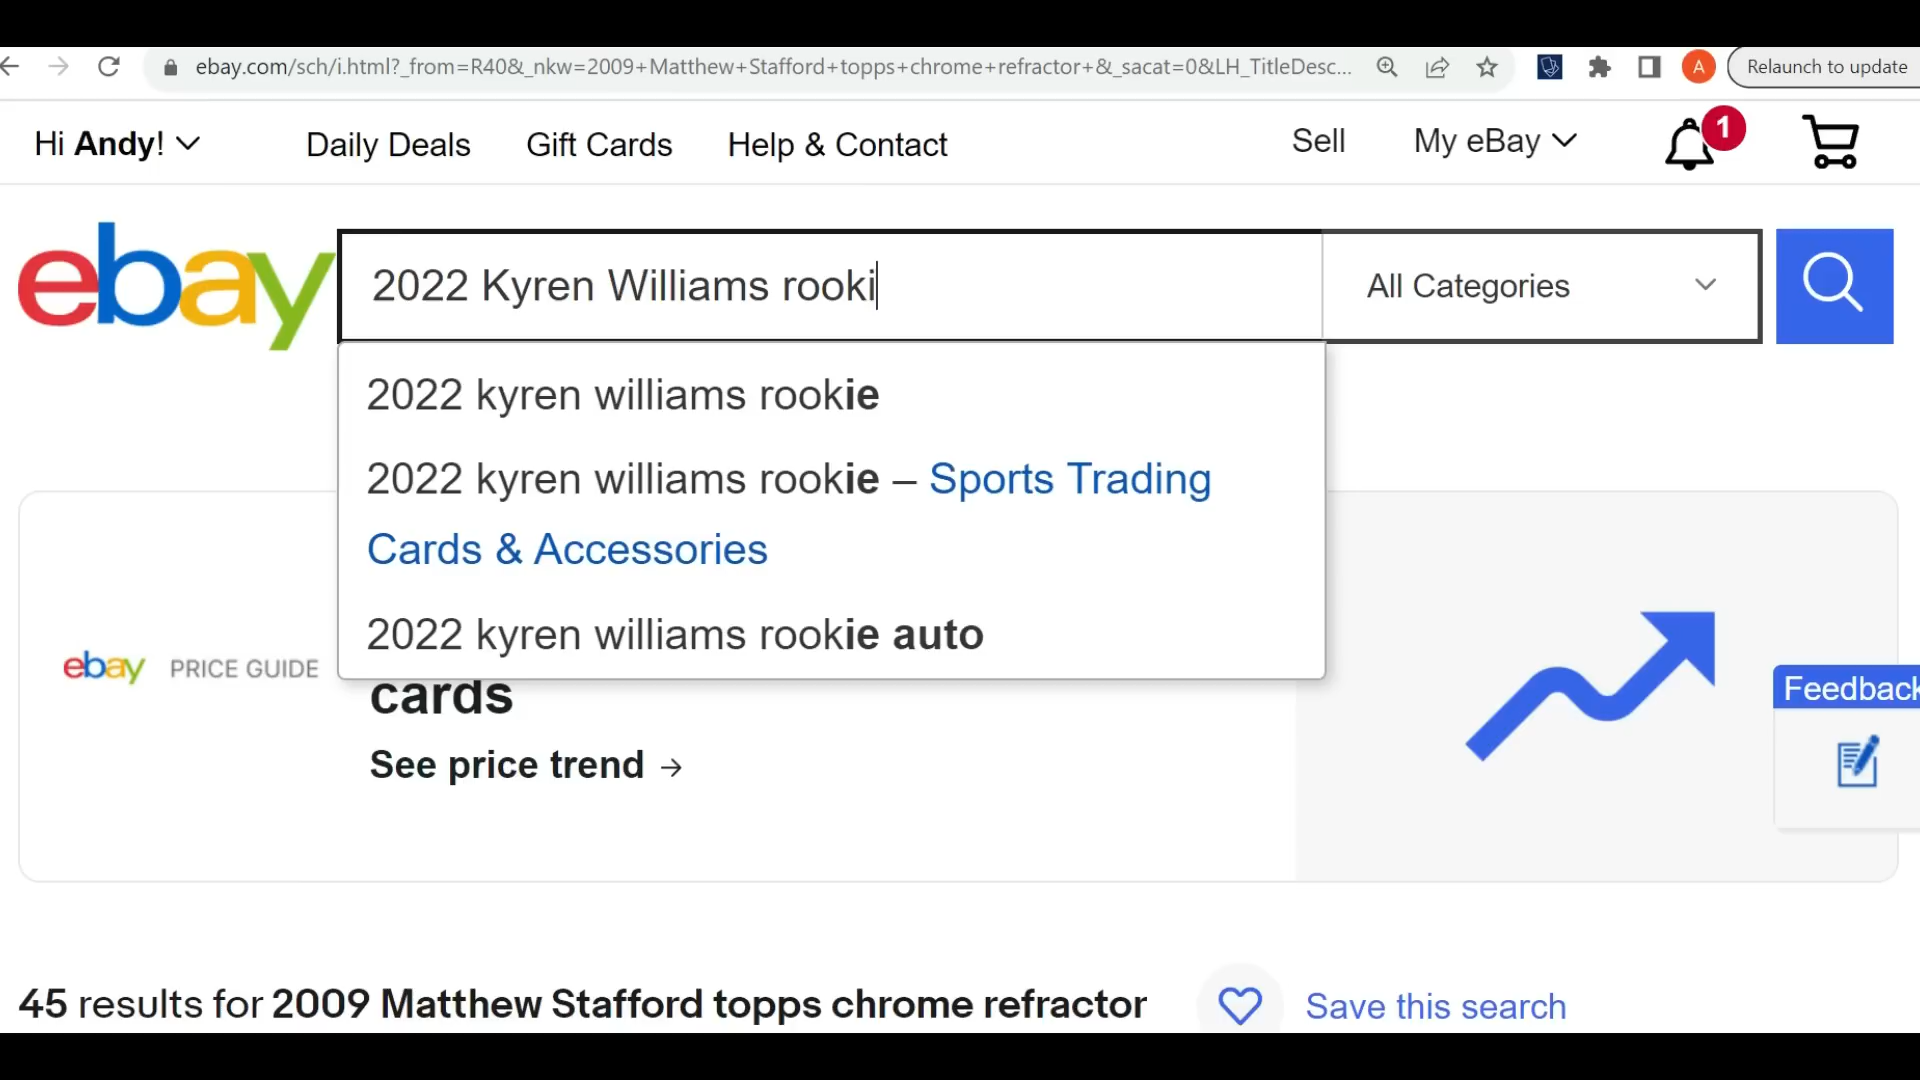 ebay.com/sch/i.html?_from=R40&_nkw=2009+Matthew+Stafford+topps+chrome+refractor+&_sacat=0&LH_TitleDesc... A Relaunch to update
Hi Andy! Daily Deals Gift Cards Help & Contact Sell My eBay 1
ebay 2022 Kyren Williams rooki All Categories
2022 kyren williams rookie
2022 kyren williams rookie – Sports Trading
Cards & Accessories
2022 kyren williams rookie auto
ebay PRICE GUIDE
cards
See price trend →
Feedback
45 results for 2009 Matthew Stafford topps chrome refractor Save this search